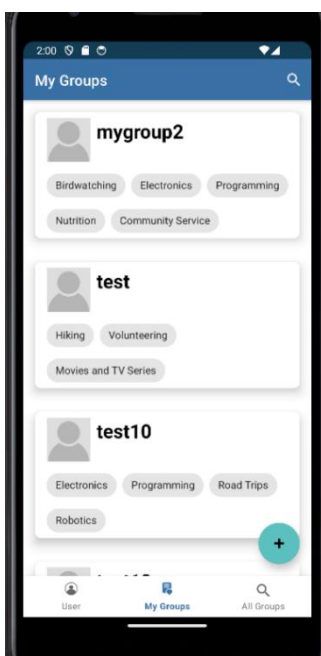 2:00
My Groups
mygroup2
Birdwatching Electronics Programming
Nutrition Community Service
test
Hiking Volunteering
Movies and TV Series
test10
Electronics Programming Road Trips
Robotics
+
User My Groups All Groups